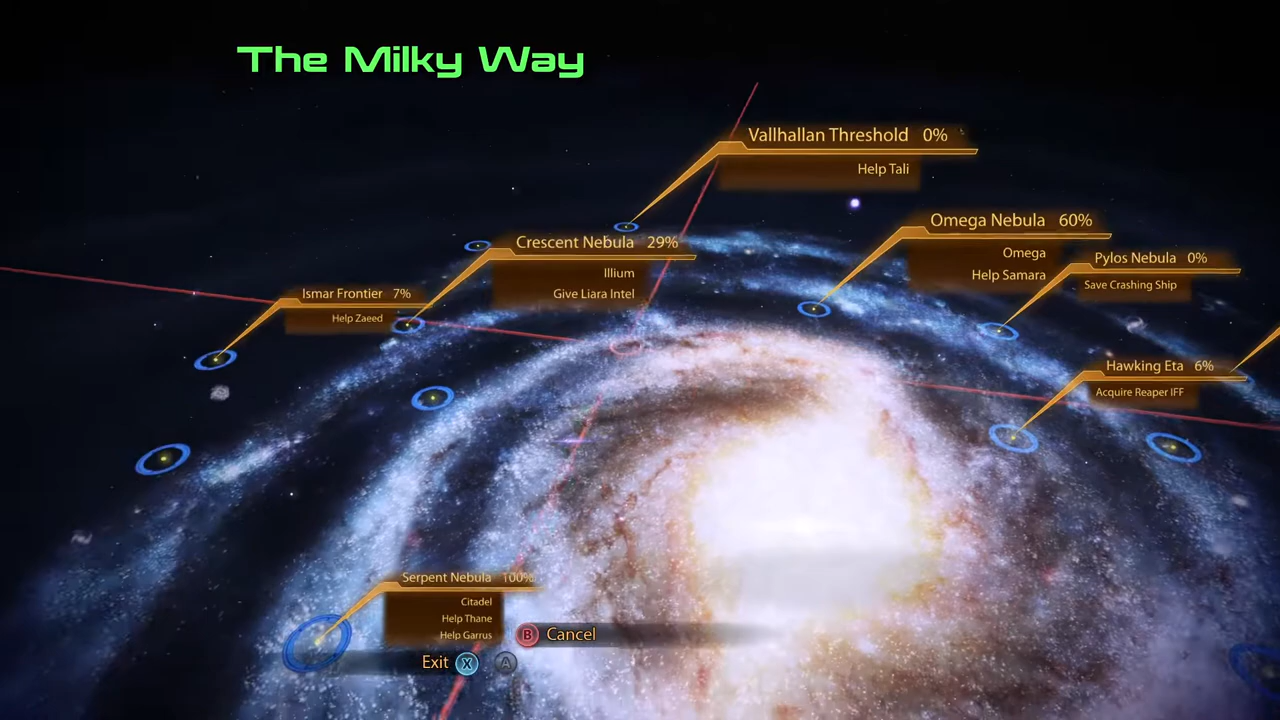 The Milky Way
Vallhallan Threshold 0%
Help Tali
Omega Nebula 60%
Omega
Help Samara
Crescent Nebula 29%
Illium
Give Liara Intel
Pylos Nebula 0%
Save Crashing Ship
Ismar Frontier 7%
Help Zaeed
Hawking Eta 6%
Acquire Reaper IFF
Serpent Nebula 100%
Citadel
Help Thane
Help Garrus
B Cancel
Exit X A